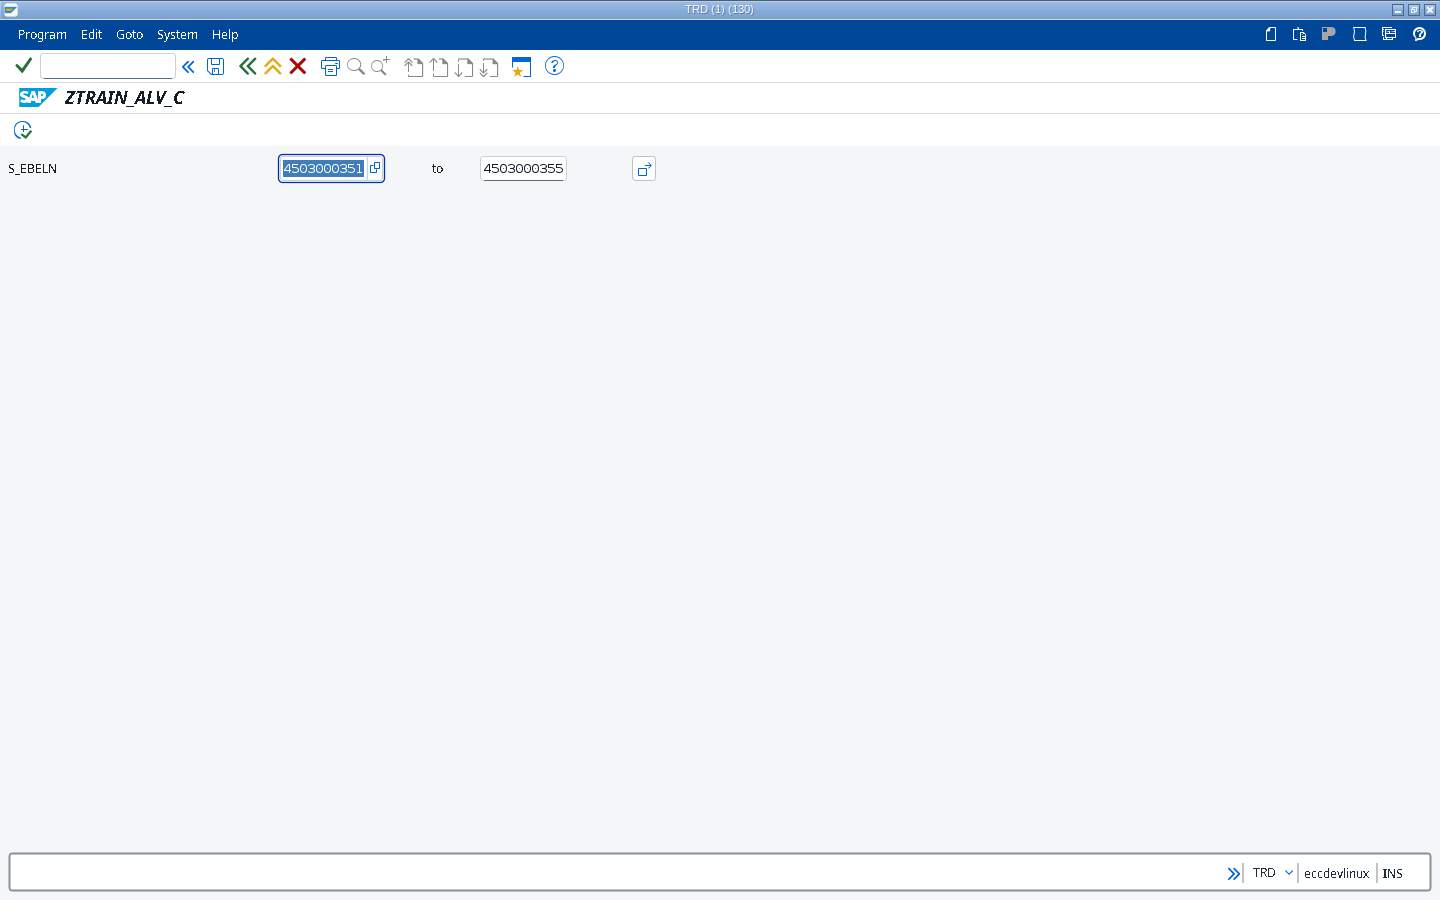 TRD (1) (130)
Program Edit Goto System Help
SAP ZTRAIN_ALV_C
S_EBELN 4503000351 to 4503000355
TRD eccdevlinux INS